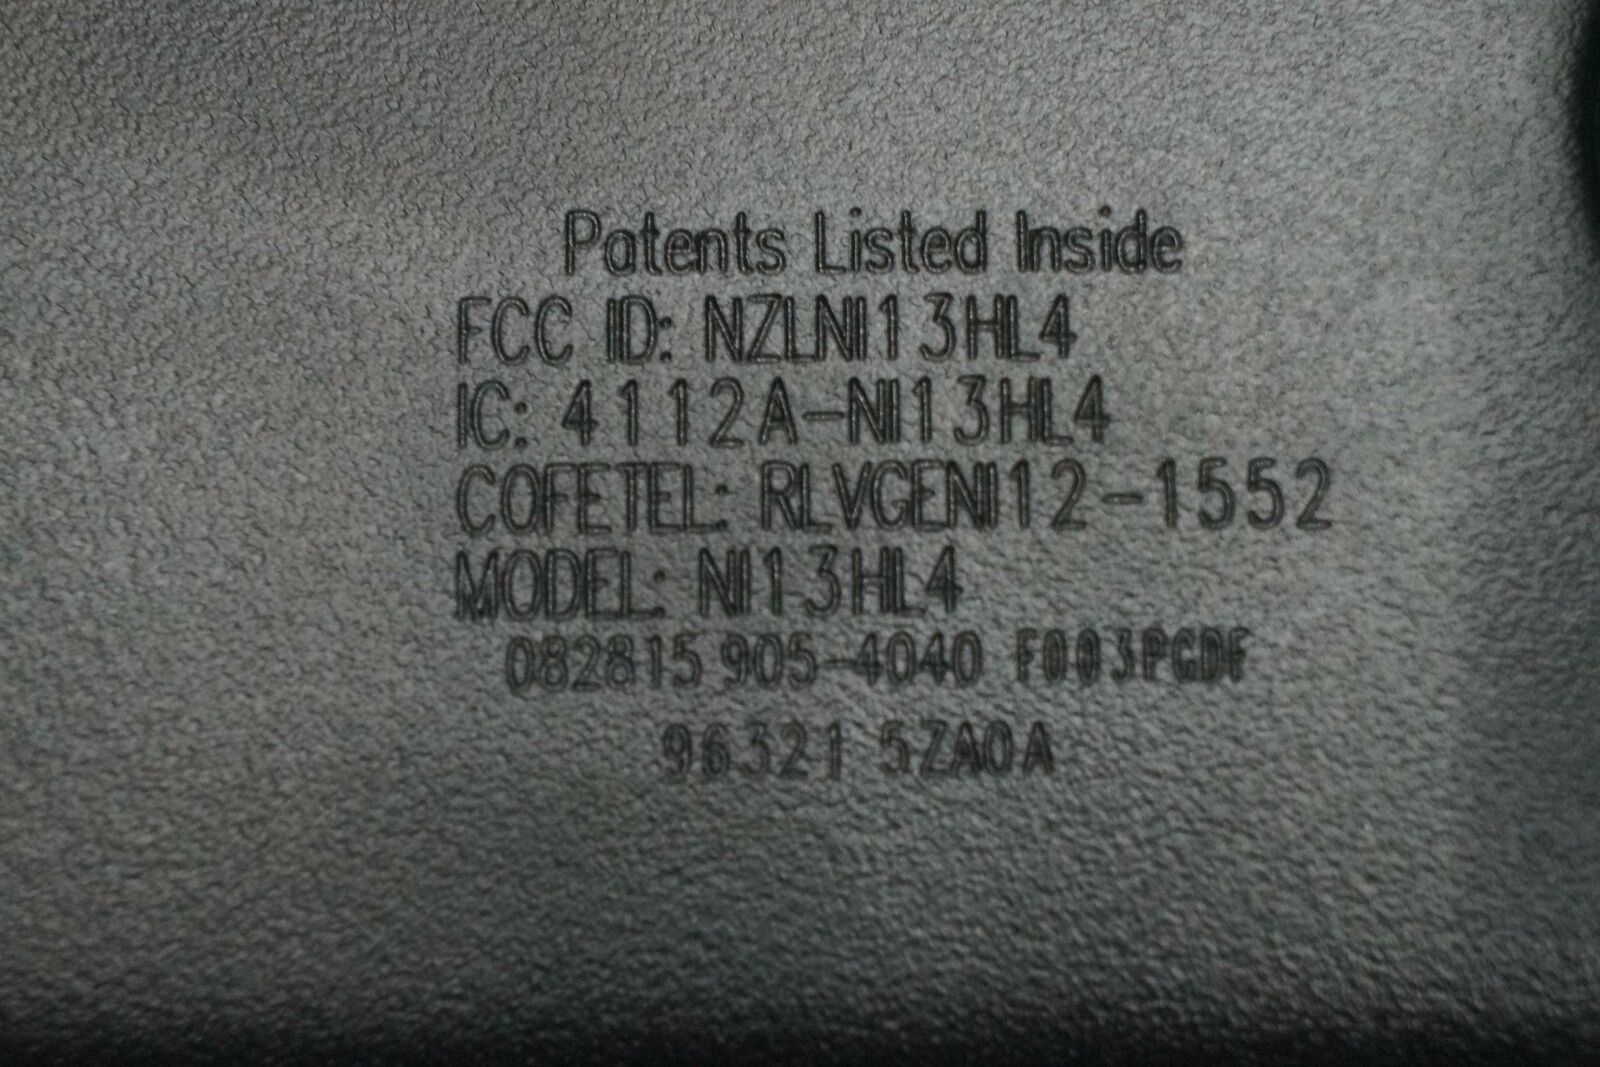 Patents Listed Inside
FCC ID: NZLNI13HL4
IC: 4112A-NI13HL4
COFETEL: RLVGENI12-1552
MODEL: NI13HL4
082815 905-4040 F003PGDF
96321 5ZA0A